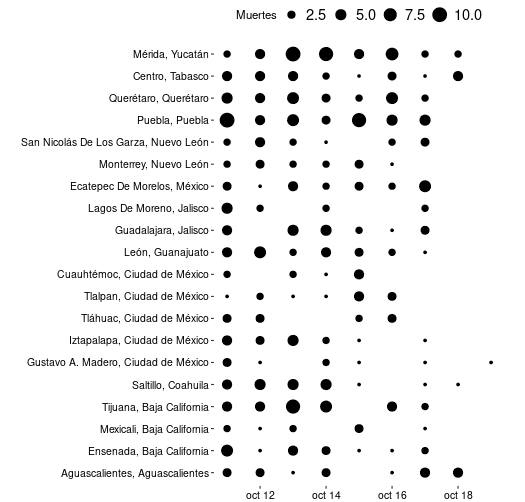 Muertes 2.5 5.0 7.5 10.0
Mérida, Yucatán
Centro, Tabasco
Querétaro, Querétaro
Puebla, Puebla
San Nicolás De Los Garza, Nuevo León
Monterrey, Nuevo León
Ecatepec De Morelos, México
Lagos De Moreno, Jalisco
Guadalajara, Jalisco
León, Guanajuato
Cuauhtémoc, Ciudad de México
Tlalpan, Ciudad de México
Tláhuac, Ciudad de México
Iztapalapa, Ciudad de México
Gustavo A. Madero, Ciudad de México
Saltillo, Coahuila
Tijuana, Baja California
Mexicali, Baja California
Ensenada, Baja California
Aguascalientes, Aguascalientes
oct 12 oct 14 oct 16 oct 18